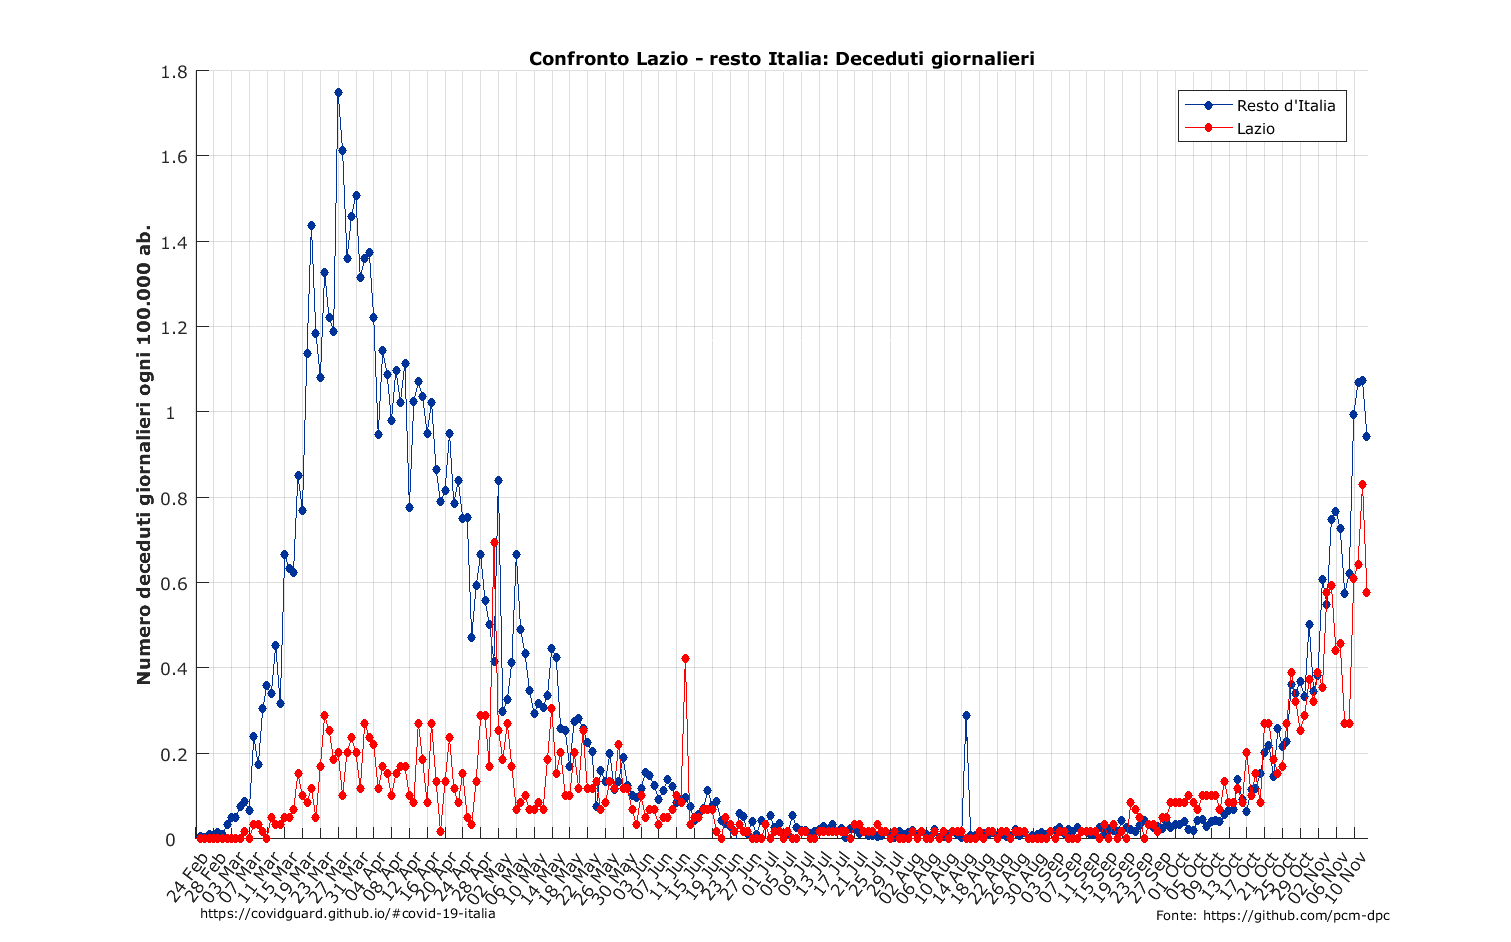 Confronto Lazio - resto Italia: Deceduti giornalieri
Numero deceduti giornalieri ogni 100.000 ab.
1.8
1.6
1.4
1.2
1
0.8
0.6
0.4
0.2
0
Resto d'Italia
Lazio
24 Feb
28 Feb
03 Mar
07 Mar
11 Mar
15 Mar
19 Mar
23 Mar
27 Mar
31 Mar
04 Apr
08 Apr
12 Apr
16 Apr
20 Apr
24 Apr
28 Apr
02 May
06 May
10 May
14 May
18 May
22 May
26 May
30 May
03 Jun
07 Jun
11 Jun
15 Jun
19 Jun
23 Jun
27 Jun
01 Jul
05 Jul
09 Jul
13 Jul
17 Jul
21 Jul
25 Jul
29 Jul
02 Aug
06 Aug
10 Aug
14 Aug
18 Aug
22 Aug
26 Aug
30 Aug
03 Sep
07 Sep
11 Sep
15 Sep
19 Sep
23 Sep
27 Sep
01 Oct
05 Oct
09 Oct
13 Oct
17 Oct
21 Oct
25 Oct
29 Oct
02 Nov
06 Nov
10 Nov
https://covidguard.github.io/#covid-19-italia
Fonte: https://github.com/pcm-dpc